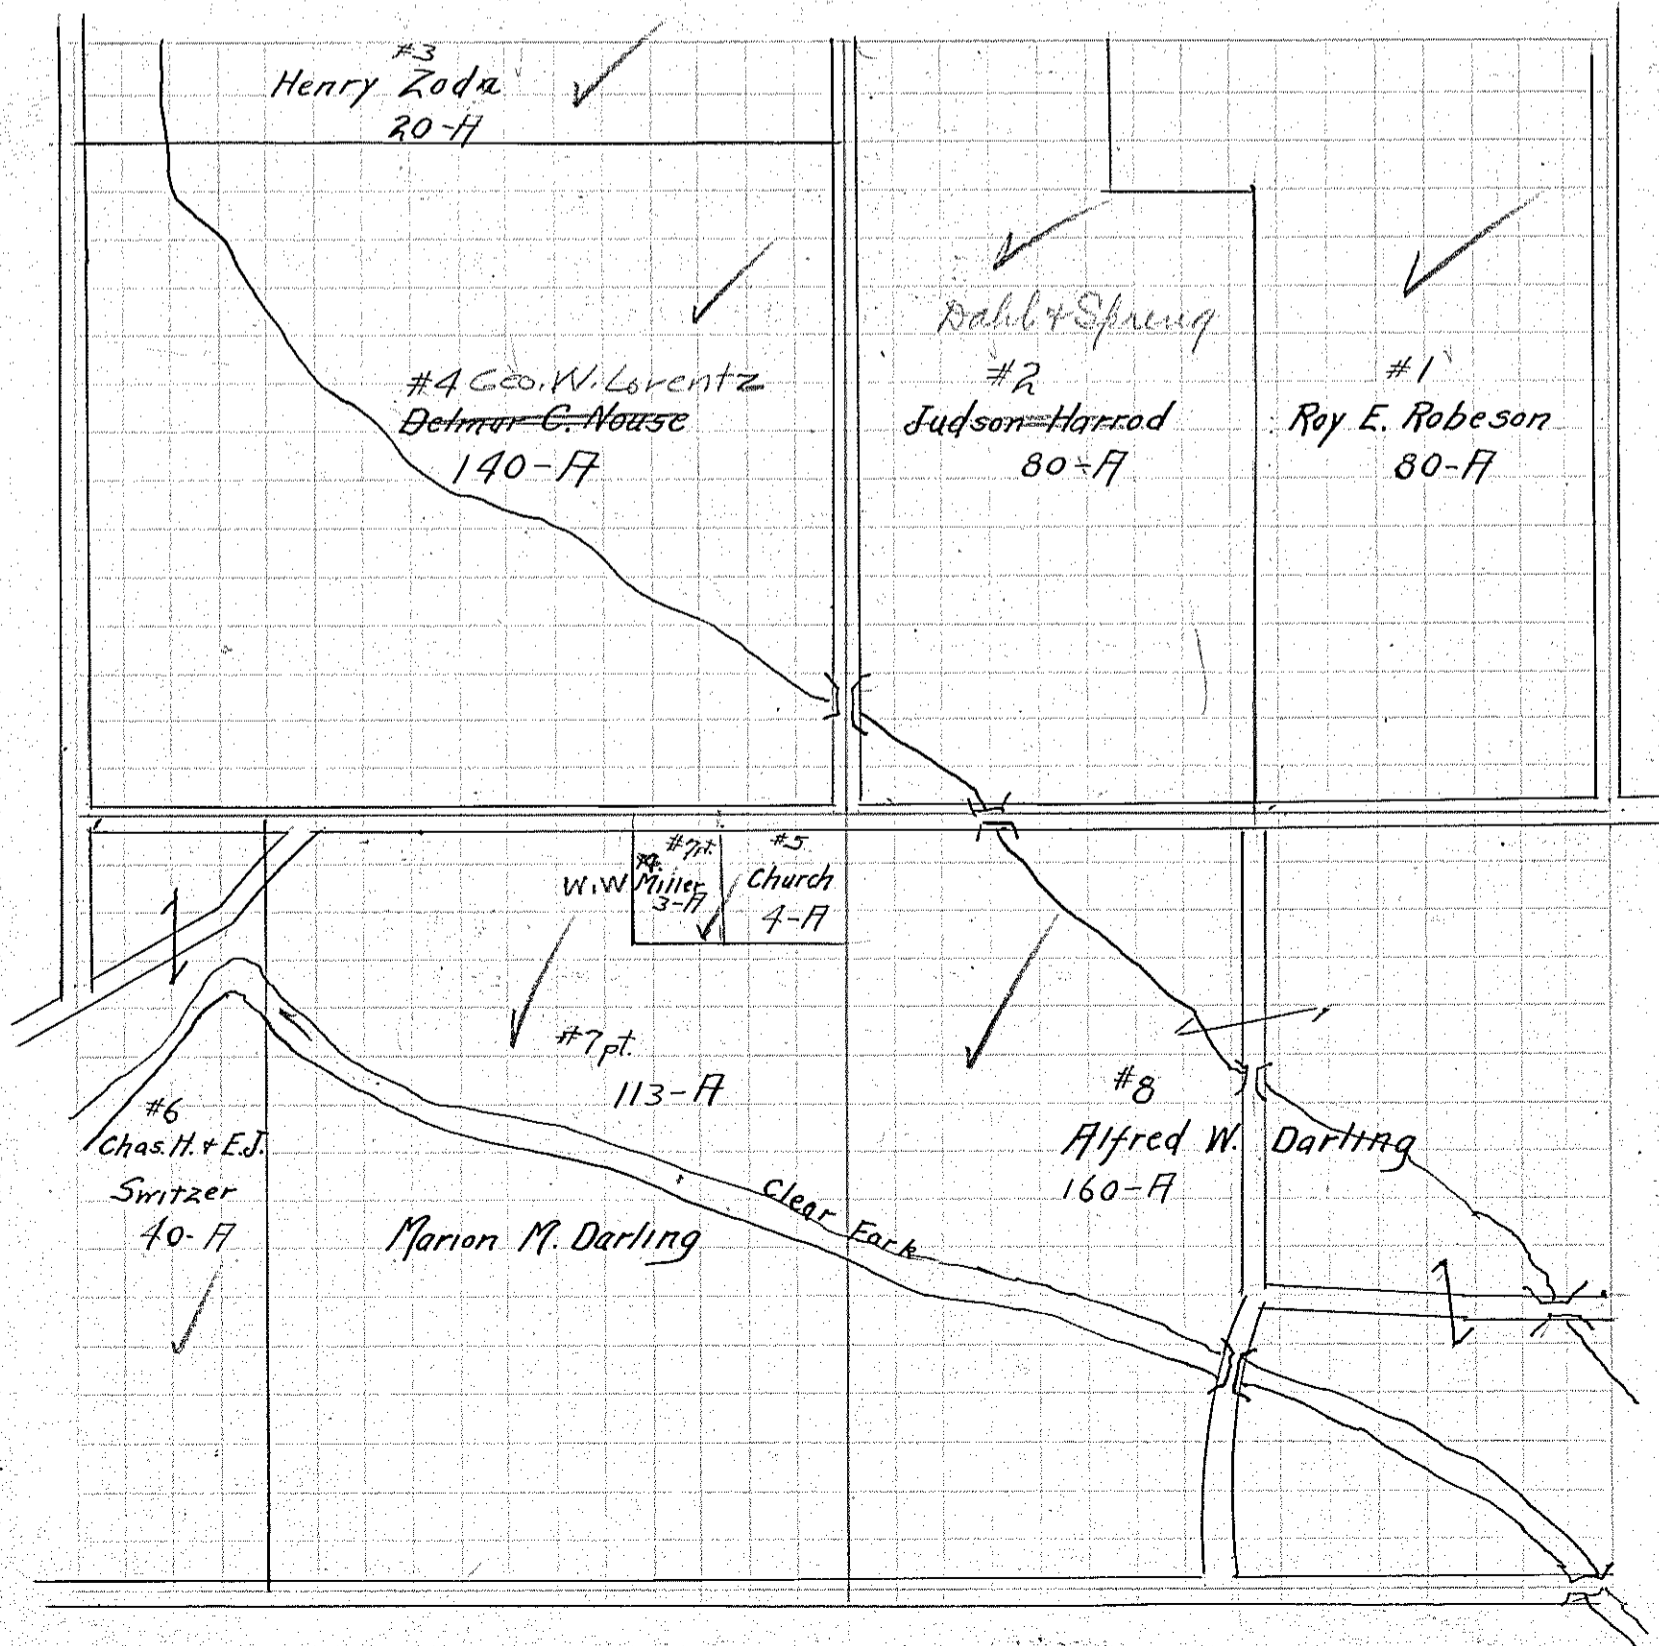 #3
Henry Zoda
20-A
#4 Geo. W. Lorentz
Delmar C. Nouse
140-A
Dahl & Spreng
#2
Judson Harrod
80-A
#1
Roy E. Robeson
80-A
#7pt.
W.W. Miller
3-A
#5
Church
4-A
#7pt.
113-A
Marion M. Darling
#6
Chas. H. & E.J.
Switzer
40-A
Clear Fork
#8
Alfred W. Darling
160-A